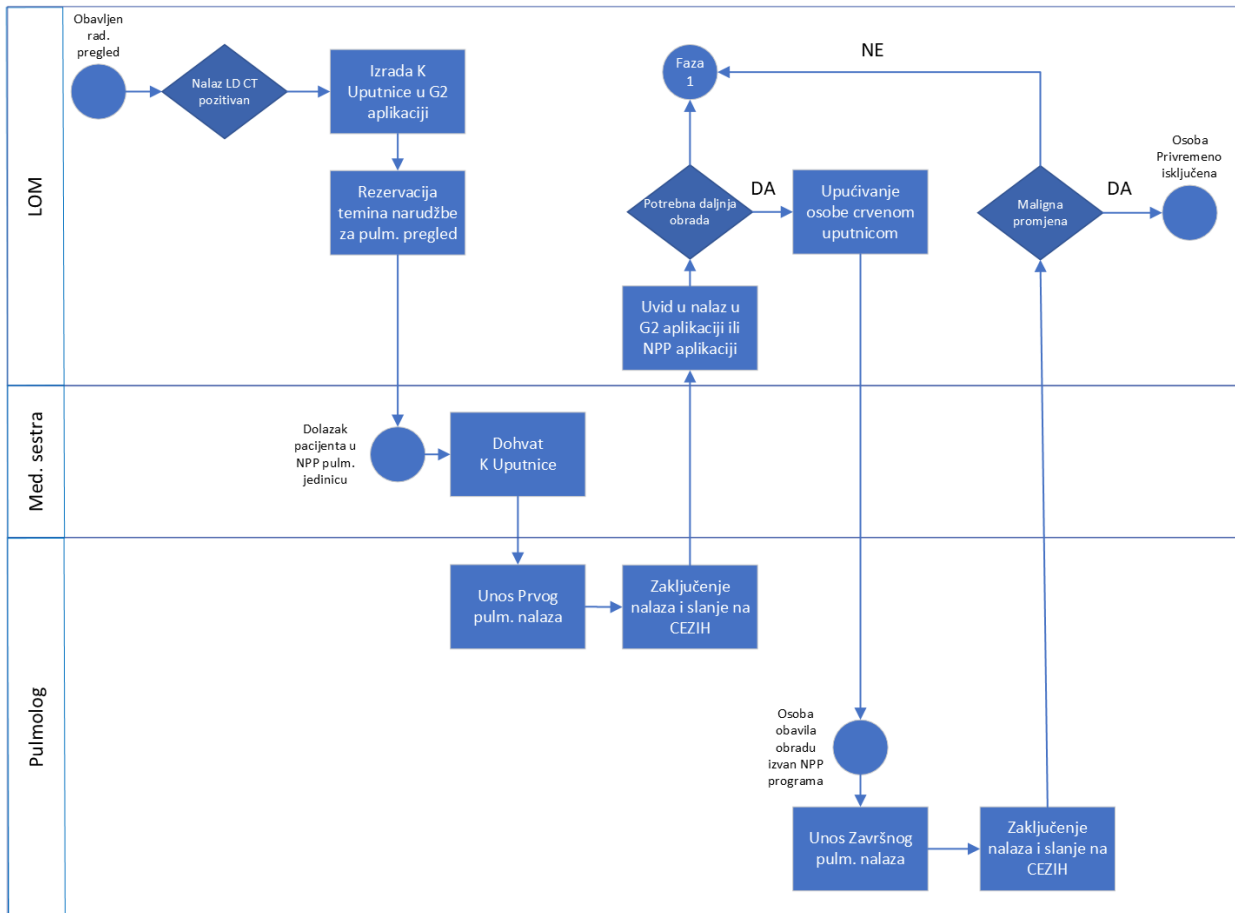 Obavljen
rad.
pregled
Nalaz LD CT
pozitivan
Izrada K
Uputnice u G2
aplikaciji
Rezervacija
temina narudžbe
za pulm. pregled
Faza
1
NE
Potrebna daljnja
obrada
DA
Upućivanje
osobe crvenom
uputnicom
Uvid u nalaz u
G2 aplikaciji ili
NPP aplikaciji
Maligna
promjena
DA
Osoba
Privremeno
isključena
LOM
Med. sestra
Dolazak
pacijenta u
NPP pulm.
jedinicu
Dohvat
K Uputnice
Pulmolog
Unos Prvog
pulm. nalaza
Zaključenje
nalaza i slanje na
CEZIH
Osoba
obavila
obradu
izvan NPP
programa
Unos Završnog
pulm. nalaza
Zaključenje
nalaza i slanje na
CEZIH